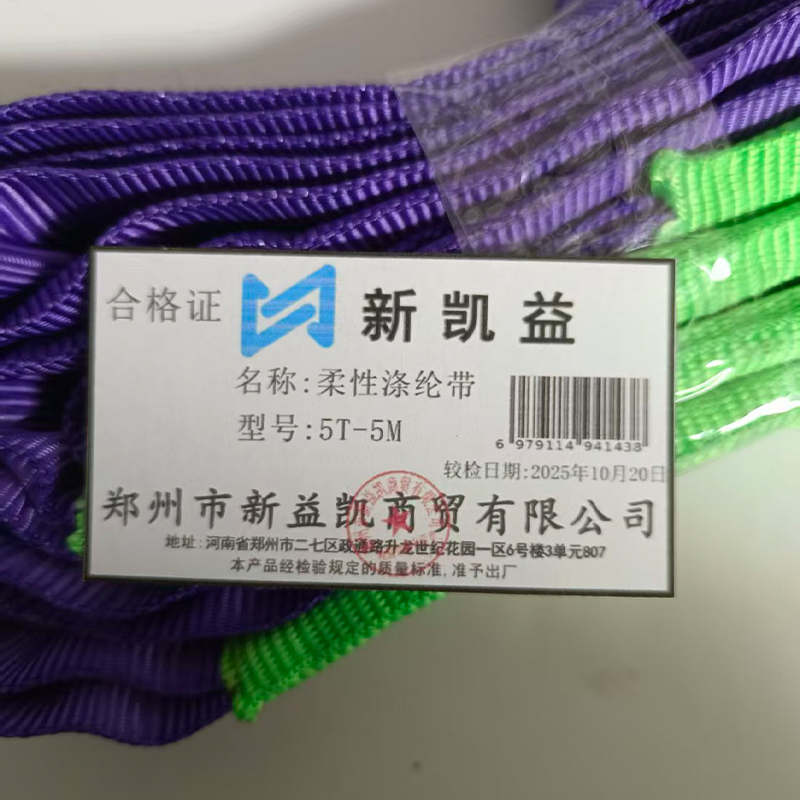 合格证
新凯益
名称:柔性涤纶带
型号:5T-5M
6 979114 941438
较检日期:2025年10月20日
郑州市新益凯商贸有限公司
地址:河南省郑州市二七区政通路升龙世纪花园一区6号楼3单元807
本产品经检验规定的质量标准,准予出厂